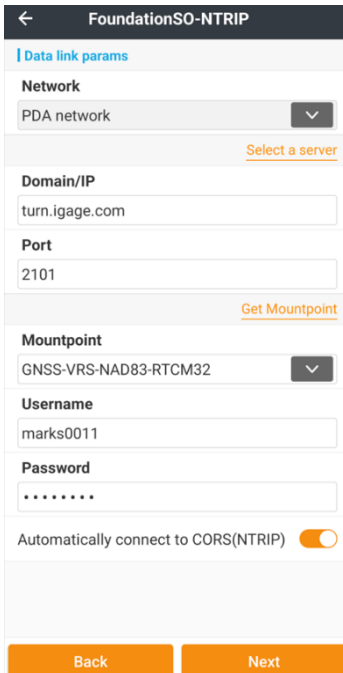 FoundationSO-NTRIP
Data link params
Network
PDA network
Select a server
Domain/IP
turn.igage.com
Port
2101
Get Mountpoint
Mountpoint
GNSS-VRS-NAD83-RTCM32
Username
marks0011
Password
••••••••
Automatically connect to CORS(NTRIP)
Back Next